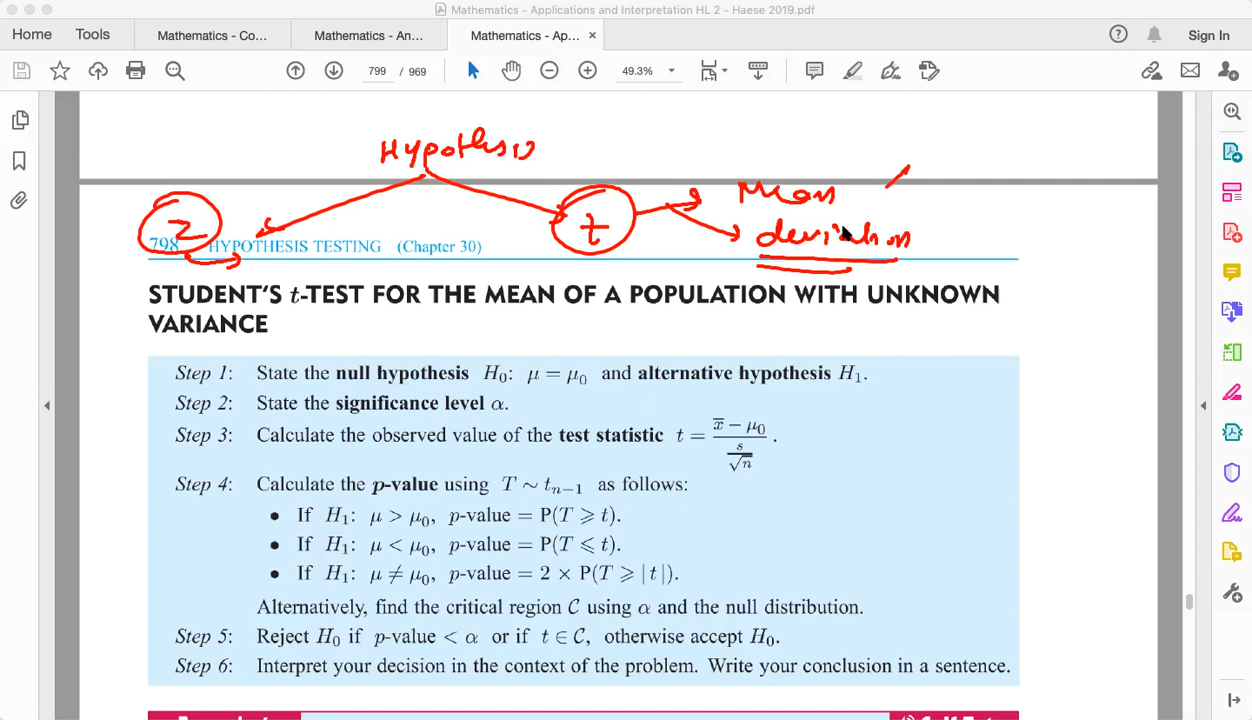 Mathematics - Applications and Interpretation HL 2 - Haese 2019.pdf
Home Tools Mathematics - Co... Mathematics - An... Mathematics - Ap... × Sign In
799 / 969 49.3%
Hypothesis
z t Mean
deviation
798 HYPOTHESIS TESTING (Chapter 30)
STUDENT'S t-TEST FOR THE MEAN OF A POPULATION WITH UNKNOWN
VARIANCE
Step 1: State the null hypothesis H₀: μ = μ₀ and alternative hypothesis H₁.
Step 2: State the significance level α.
Step 3: Calculate the observed value of the test statistic t = (x̄ − μ₀)/(s/√n).
Step 4: Calculate the p-value using T ~ tₙ₋₁ as follows:
• If H₁: μ > μ₀, p-value = P(T ⩾ t).
• If H₁: μ < μ₀, p-value = P(T ⩽ t).
• If H₁: μ ≠ μ₀, p-value = 2 × P(T ⩾ |t|).
Alternatively, find the critical region C using α and the null distribution.
Step 5: Reject H₀ if p-value < α or if t ∈ C, otherwise accept H₀.
Step 6: Interpret your decision in the context of the problem. Write your conclusion in a sentence.